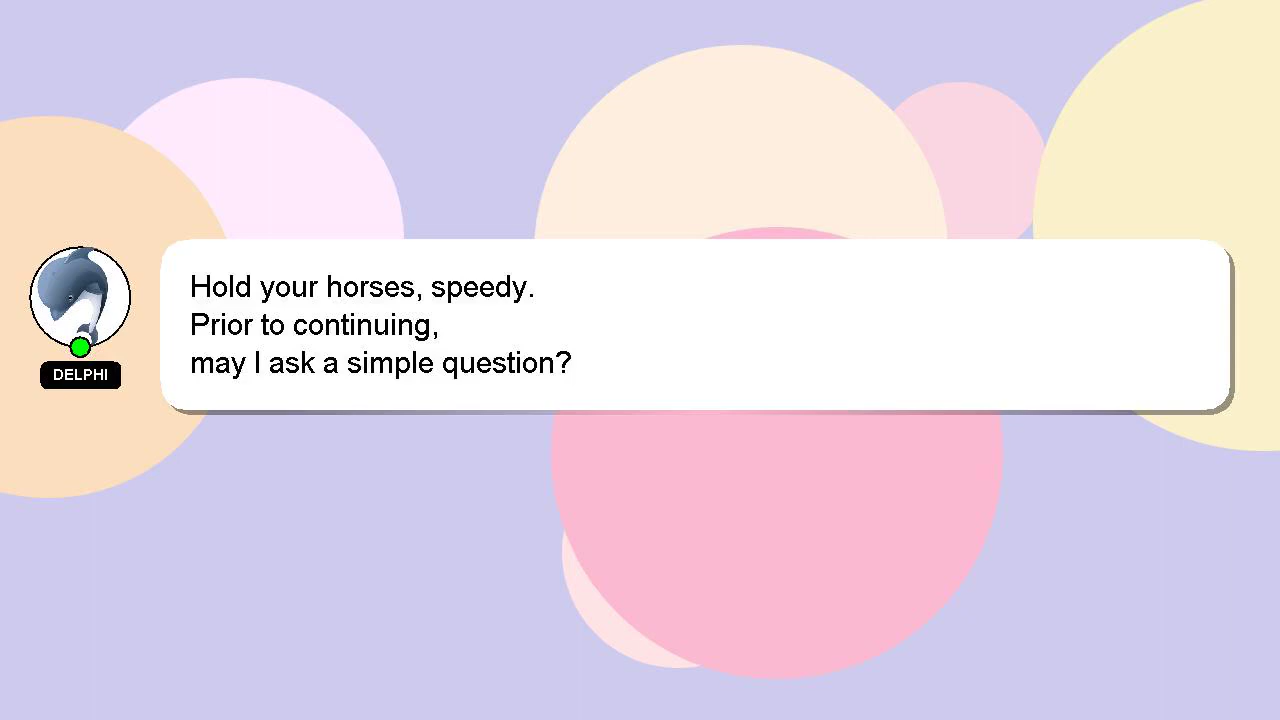 Hold your horses, speedy.
Prior to continuing,
may I ask a simple question?
DELPHI